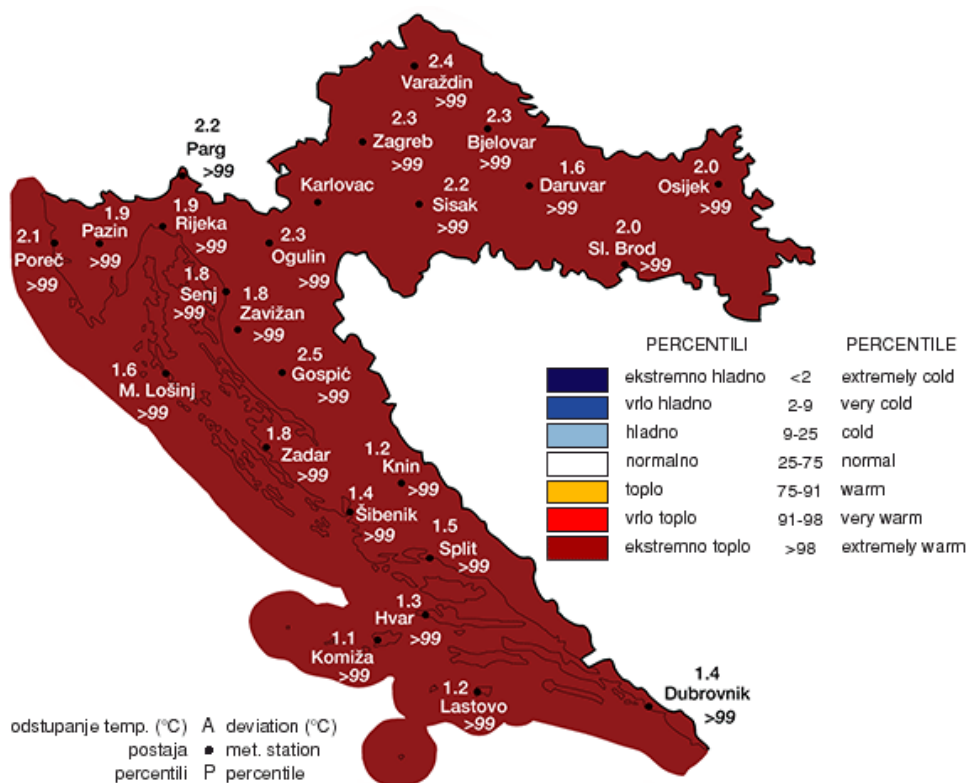 2.4
Varaždin
>99
2.3
Zagreb
>99
2.3
Bjelovar
>99
2.2
Parg
>99
Karlovac
2.2
Sisak
>99
1.6
Daruvar
>99
2.0
Osijek
>99
2.0
Sl. Brod
>99
2.1
Poreč
>99
1.9
Pazin
>99
1.9
Rijeka
>99
2.3
Ogulin
>99
1.8
Senj
>99
1.8
Zavižan
>99
2.5
Gospić
>99
1.6
M. Lošinj
>99
1.8
Zadar
>99
1.2
Knin
>99
1.4
Šibenik
>99
1.5
Split
>99
1.3
Hvar
>99
1.1
Komiža
>99
1.2
Lastovo
>99
1.4
Dubrovnik
>99
PERCENTILI PERCENTILE
ekstremno hladno <2 extremely cold
vrlo hladno 2-9 very cold
hladno 9-25 cold
normalno 25-75 normal
toplo 75-91 warm
vrlo toplo 91-98 very warm
ekstremno toplo >98 extremely warm
odstupanje temp. (°C) A deviation (°C)
postaja met. station
percentili P percentile